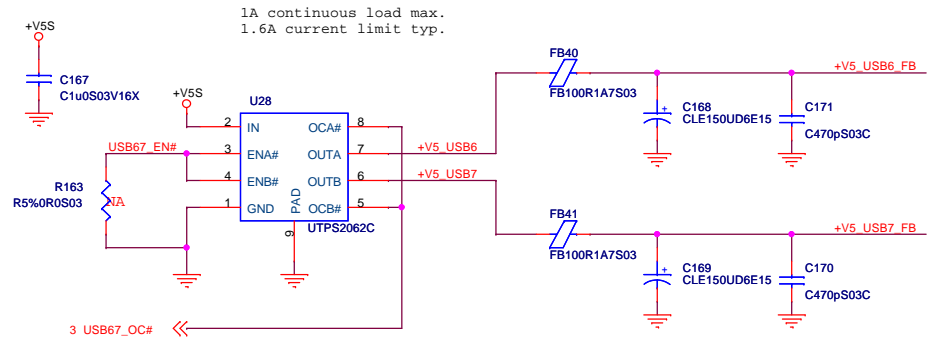 1A continuous load max.
1.6A current limit typ.
+V5S
C167
C1u0S03V16X
+V5S
U28
2 IN OCA# 8
USB67_EN# 3 ENA# OUTA 7 +V5_USB6
4 ENB# OUTB 6 +V5_USB7
1 GND PAD OCB# 5
9 UTPS2062C
R163
R5%0R0S03
NA
3 USB67_OC#
FB40
FB100R1A7S03
+V5_USB6_FB
+
C168
CLE150UD6E15
C171
C470pS03C
FB41
FB100R1A7S03
+V5_USB7_FB
+
C169
CLE150UD6E15
C170
C470pS03C